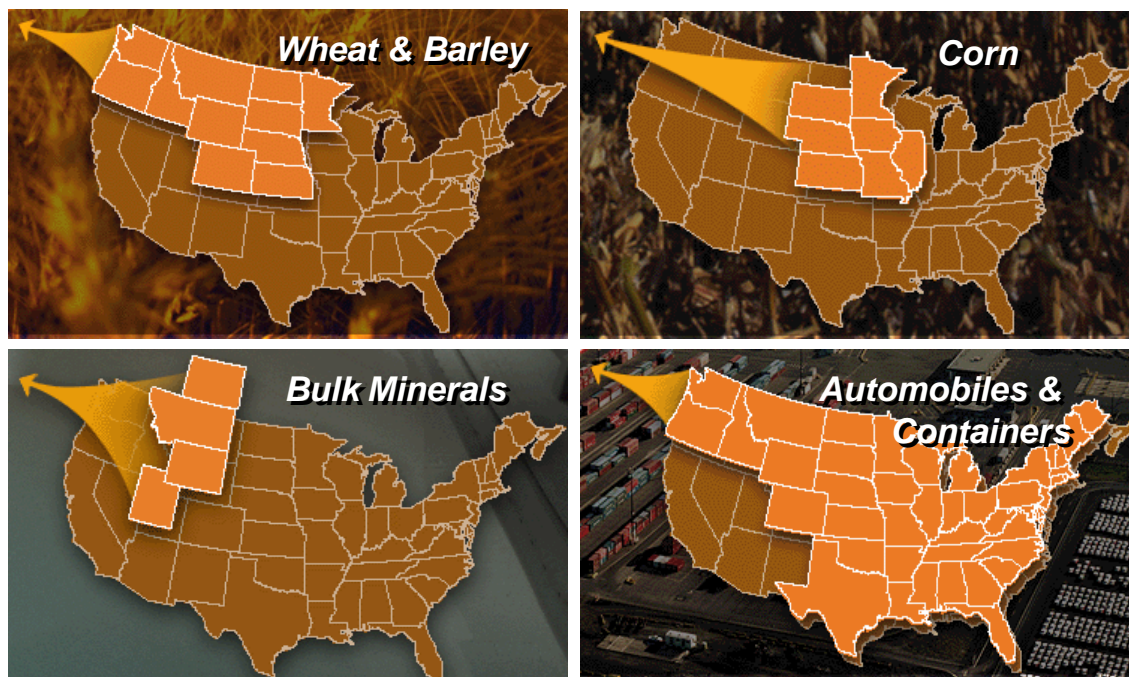 Wheat & Barley
Corn
Bulk Minerals
Automobiles &
Containers